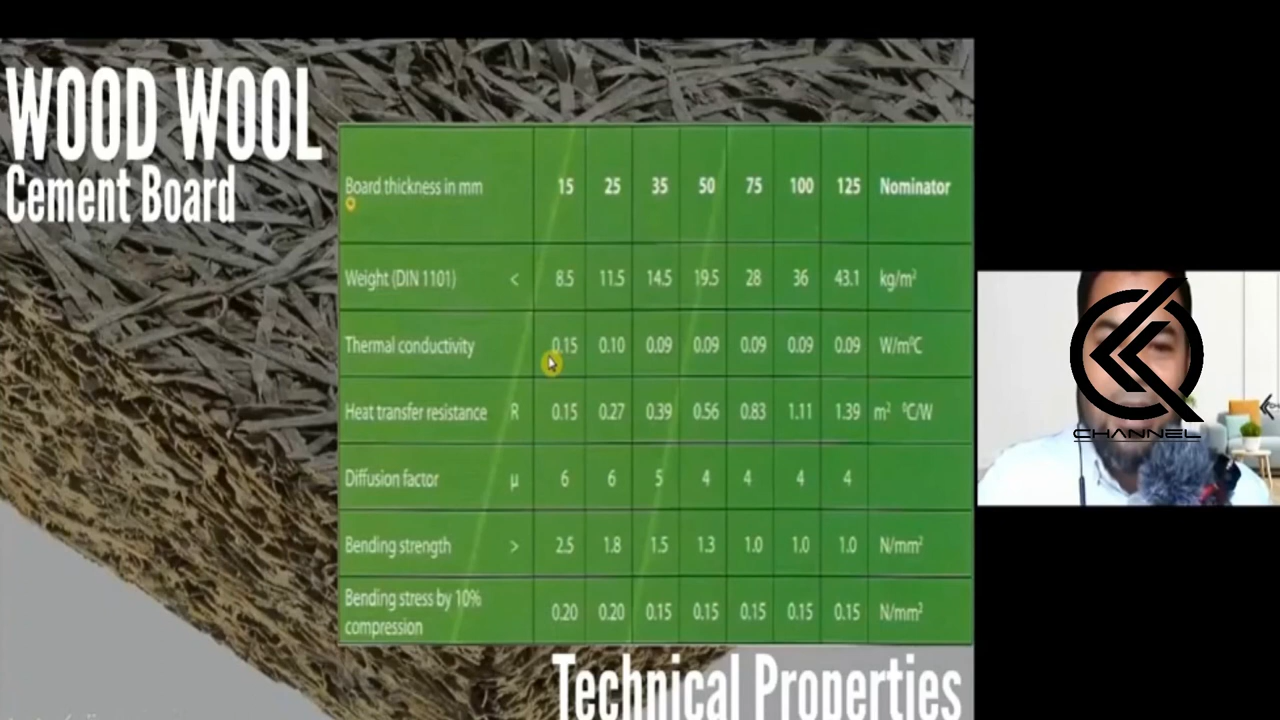 WOOD WOOL
Cement Board
Board thickness in mm 15 25 35 50 75 100 125 Nominator
Weight (DIN 1101) < 8.5 11.5 14.5 19.5 28 36 43.1 kg/m²
Thermal conductivity 0.15 0.10 0.09 0.09 0.09 0.09 0.09 W/m⁰C
Heat transfer resistance R 0.15 0.27 0.39 0.56 0.83 1.11 1.39 m² ⁰C/W
Diffusion factor µ 6 6 5 4 4 4 4
Bending strength > 2.5 1.8 1.5 1.3 1.0 1.0 1.0 N/mm²
Bending stress by 10%
compression 0.20 0.20 0.15 0.15 0.15 0.15 0.15 N/mm²
Technical Properties
CHANNEL